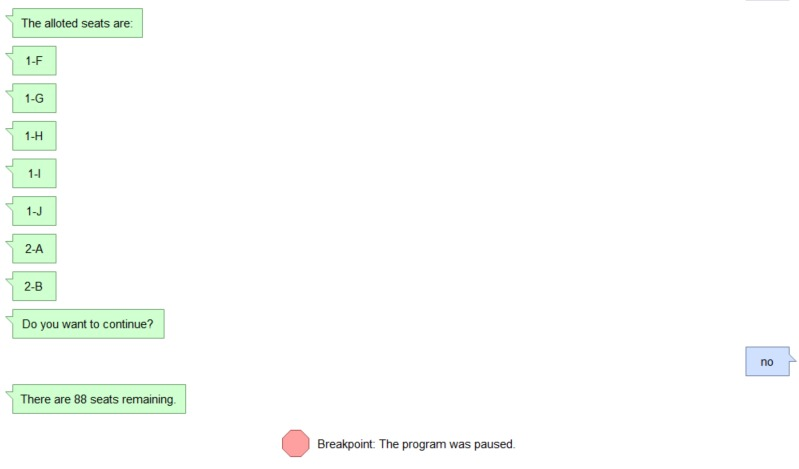 The alloted seats are:
1-F
1-G
1-H
1-I
1-J
2-A
2-B
Do you want to continue?
no
There are 88 seats remaining.
Breakpoint: The program was paused.